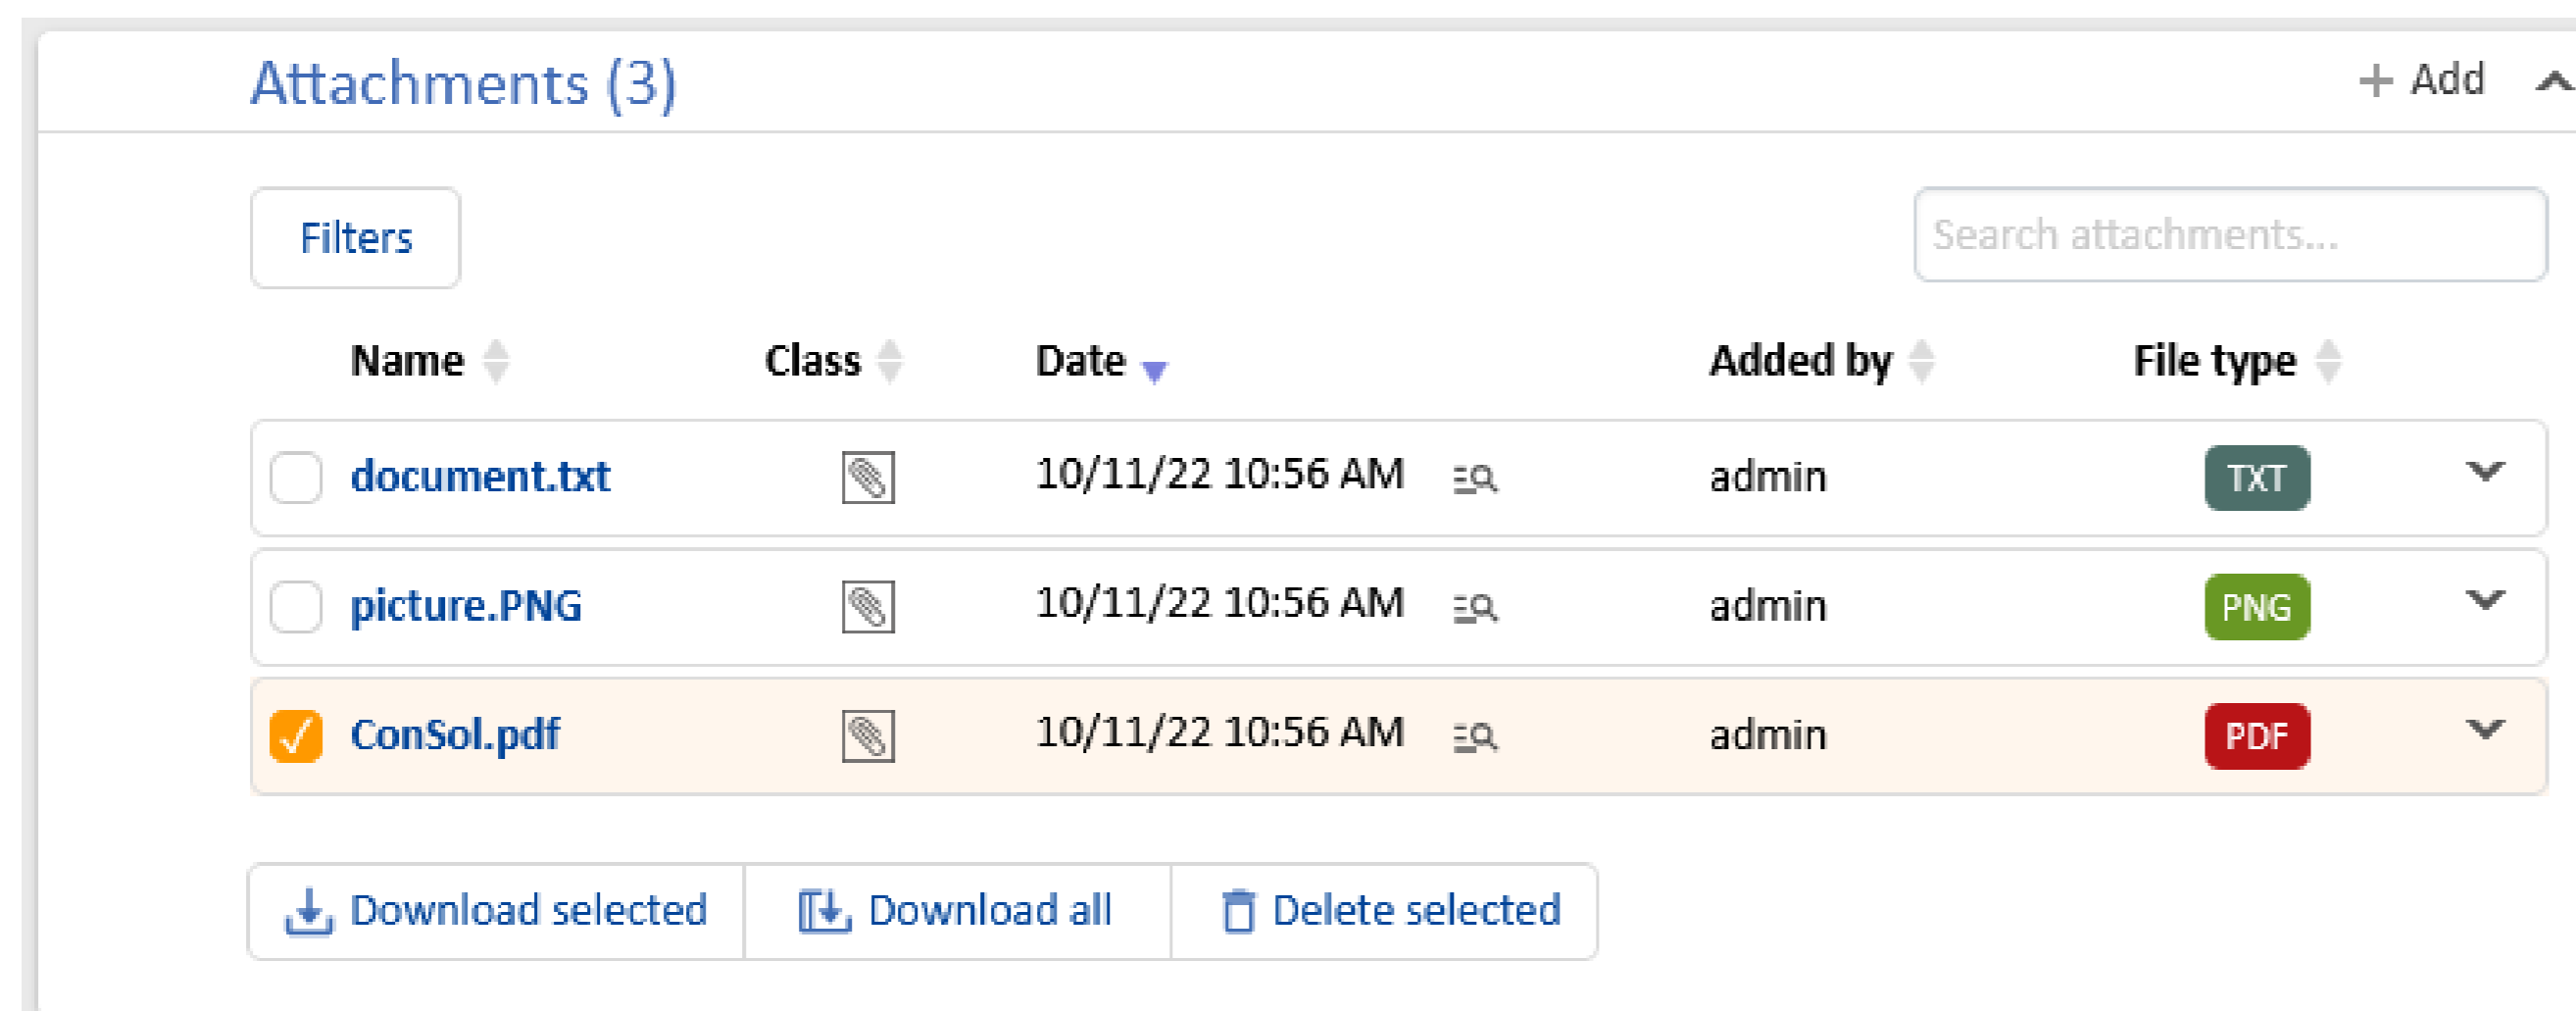 Attachments (3) + Add
Filters Search attachments...
Name Class Date Added by File type
document.txt 10/11/22 10:56 AM admin TXT
picture.PNG 10/11/22 10:56 AM admin PNG
ConSol.pdf 10/11/22 10:56 AM admin PDF
Download selected Download all Delete selected